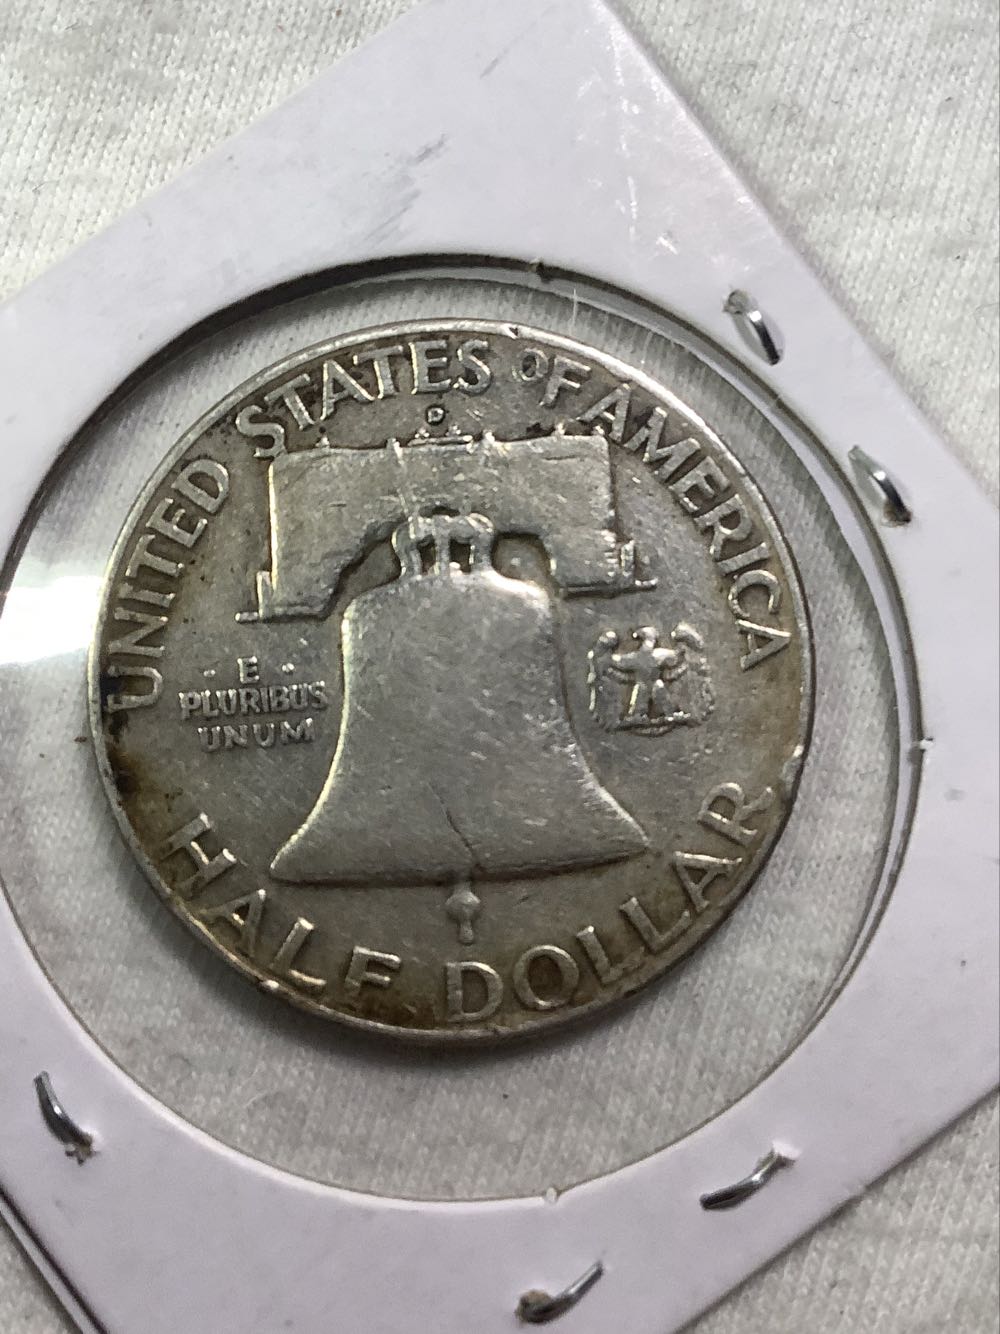 UNITED STATES OF AMERICA
D
E
PLURIBUS
UNUM
HALF DOLLAR